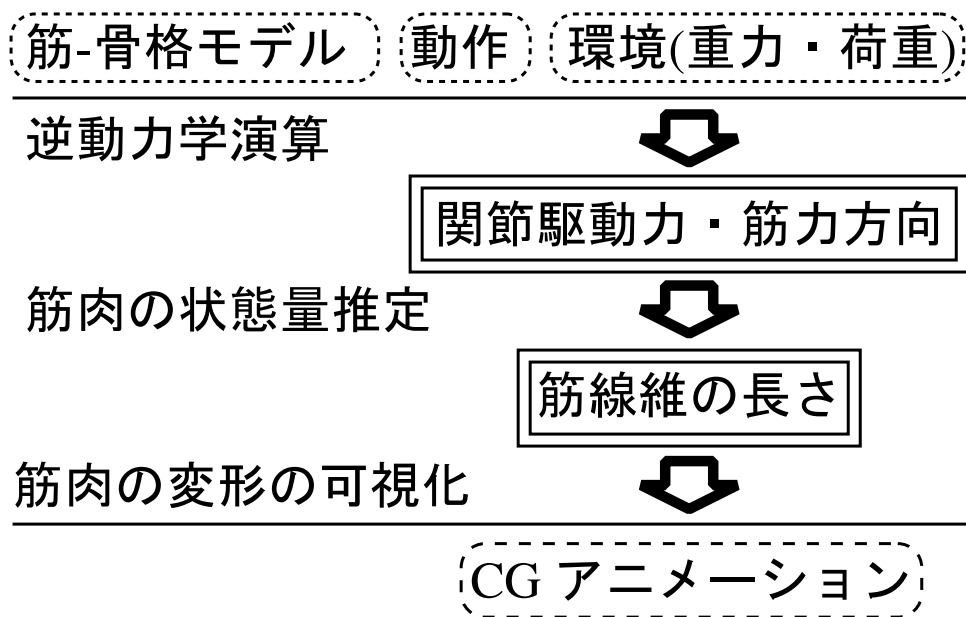 筋-骨格モデル 動作 環境(重力・荷重)
逆動力学演算
関節駆動力・筋力方向
筋肉の状態量推定
筋線維の長さ
筋肉の変形の可視化
CG アニメーション